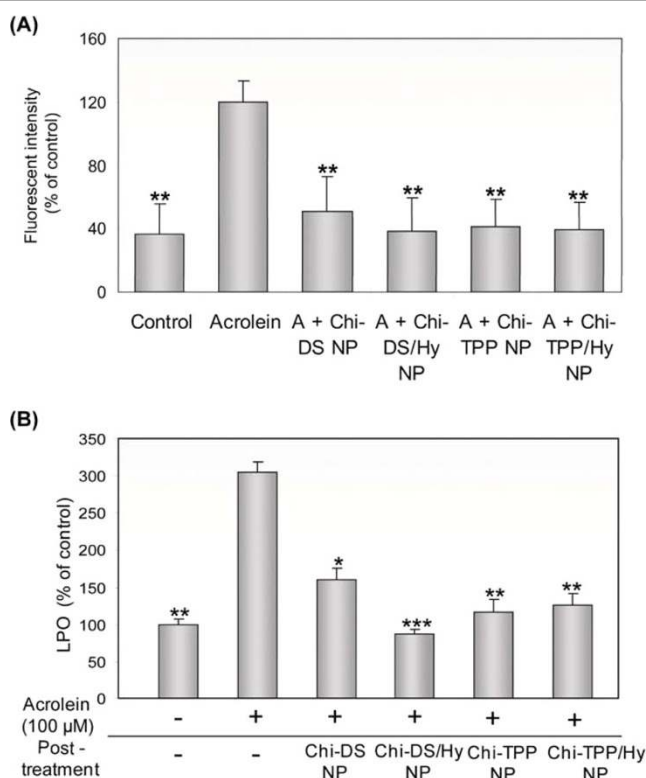 (A)
Fluorescent intensity
(% of control)
160
120
80
40
0
**
**
**
**
**
Control Acrolein A + Chi- A + Chi- A + Chi- A + Chi-
DS NP DS/Hy TPP NP TPP/Hy
NP NP
(B)
LPO (% of control)
350
300
250
200
150
100
50
0
**
*
***
**
**
Acrolein
(100 µM) - + + + + +
Post - - - Chi-DS Chi-DS/Hy Chi-TPP Chi-TPP/Hy
treatment NP NP NP NP